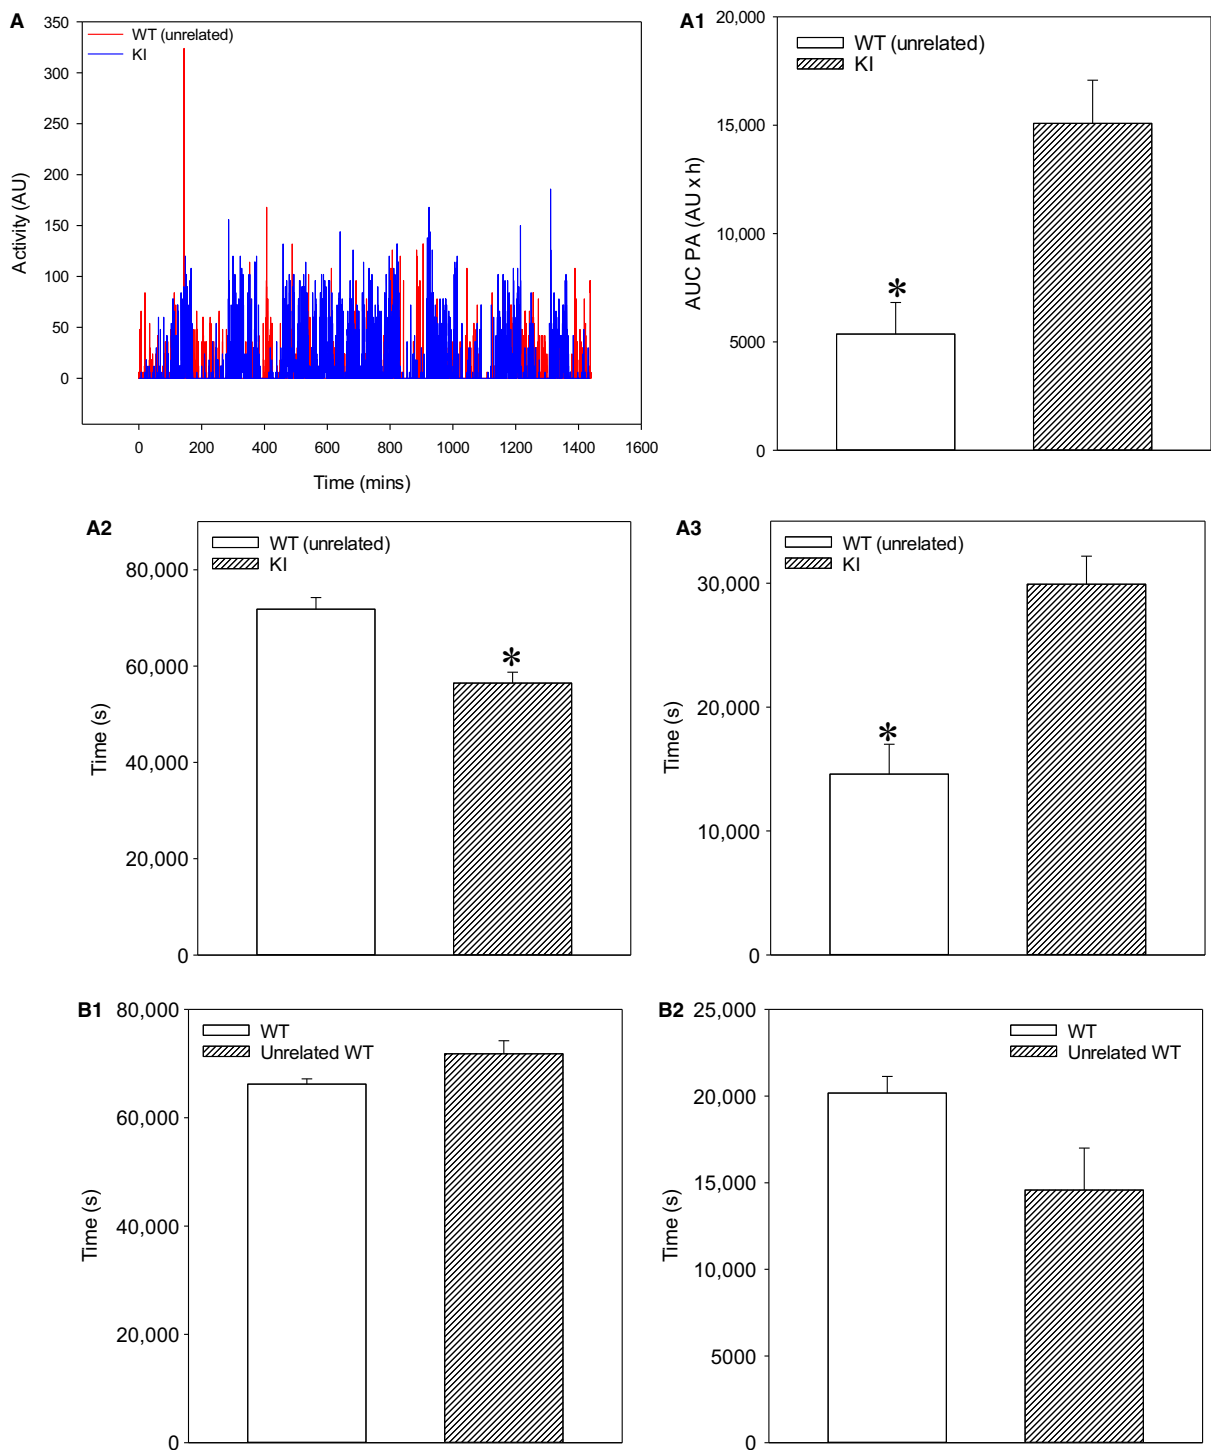 A
350
300
250
200
150
100
50
0
WT (unrelated)
KI
Activity (AU)
0 200 400 600 800 1000 1200 1400 1600
Time (mins)
A1
20,000
15,000
10,000
5000
0
WT (unrelated)
KI
AUC PA (AU x h)
*
A2
80,000
60,000
40,000
20,000
0
WT (unrelated)
KI
Time (s)
*
A3
30,000
20,000
10,000
0
WT (unrelated)
KI
Time (s)
*
B1
80,000
60,000
40,000
20,000
0
WT
Unrelated WT
Time (s)
B2
25,000
20,000
15,000
10,000
5000
0
WT
Unrelated WT
Time (s)